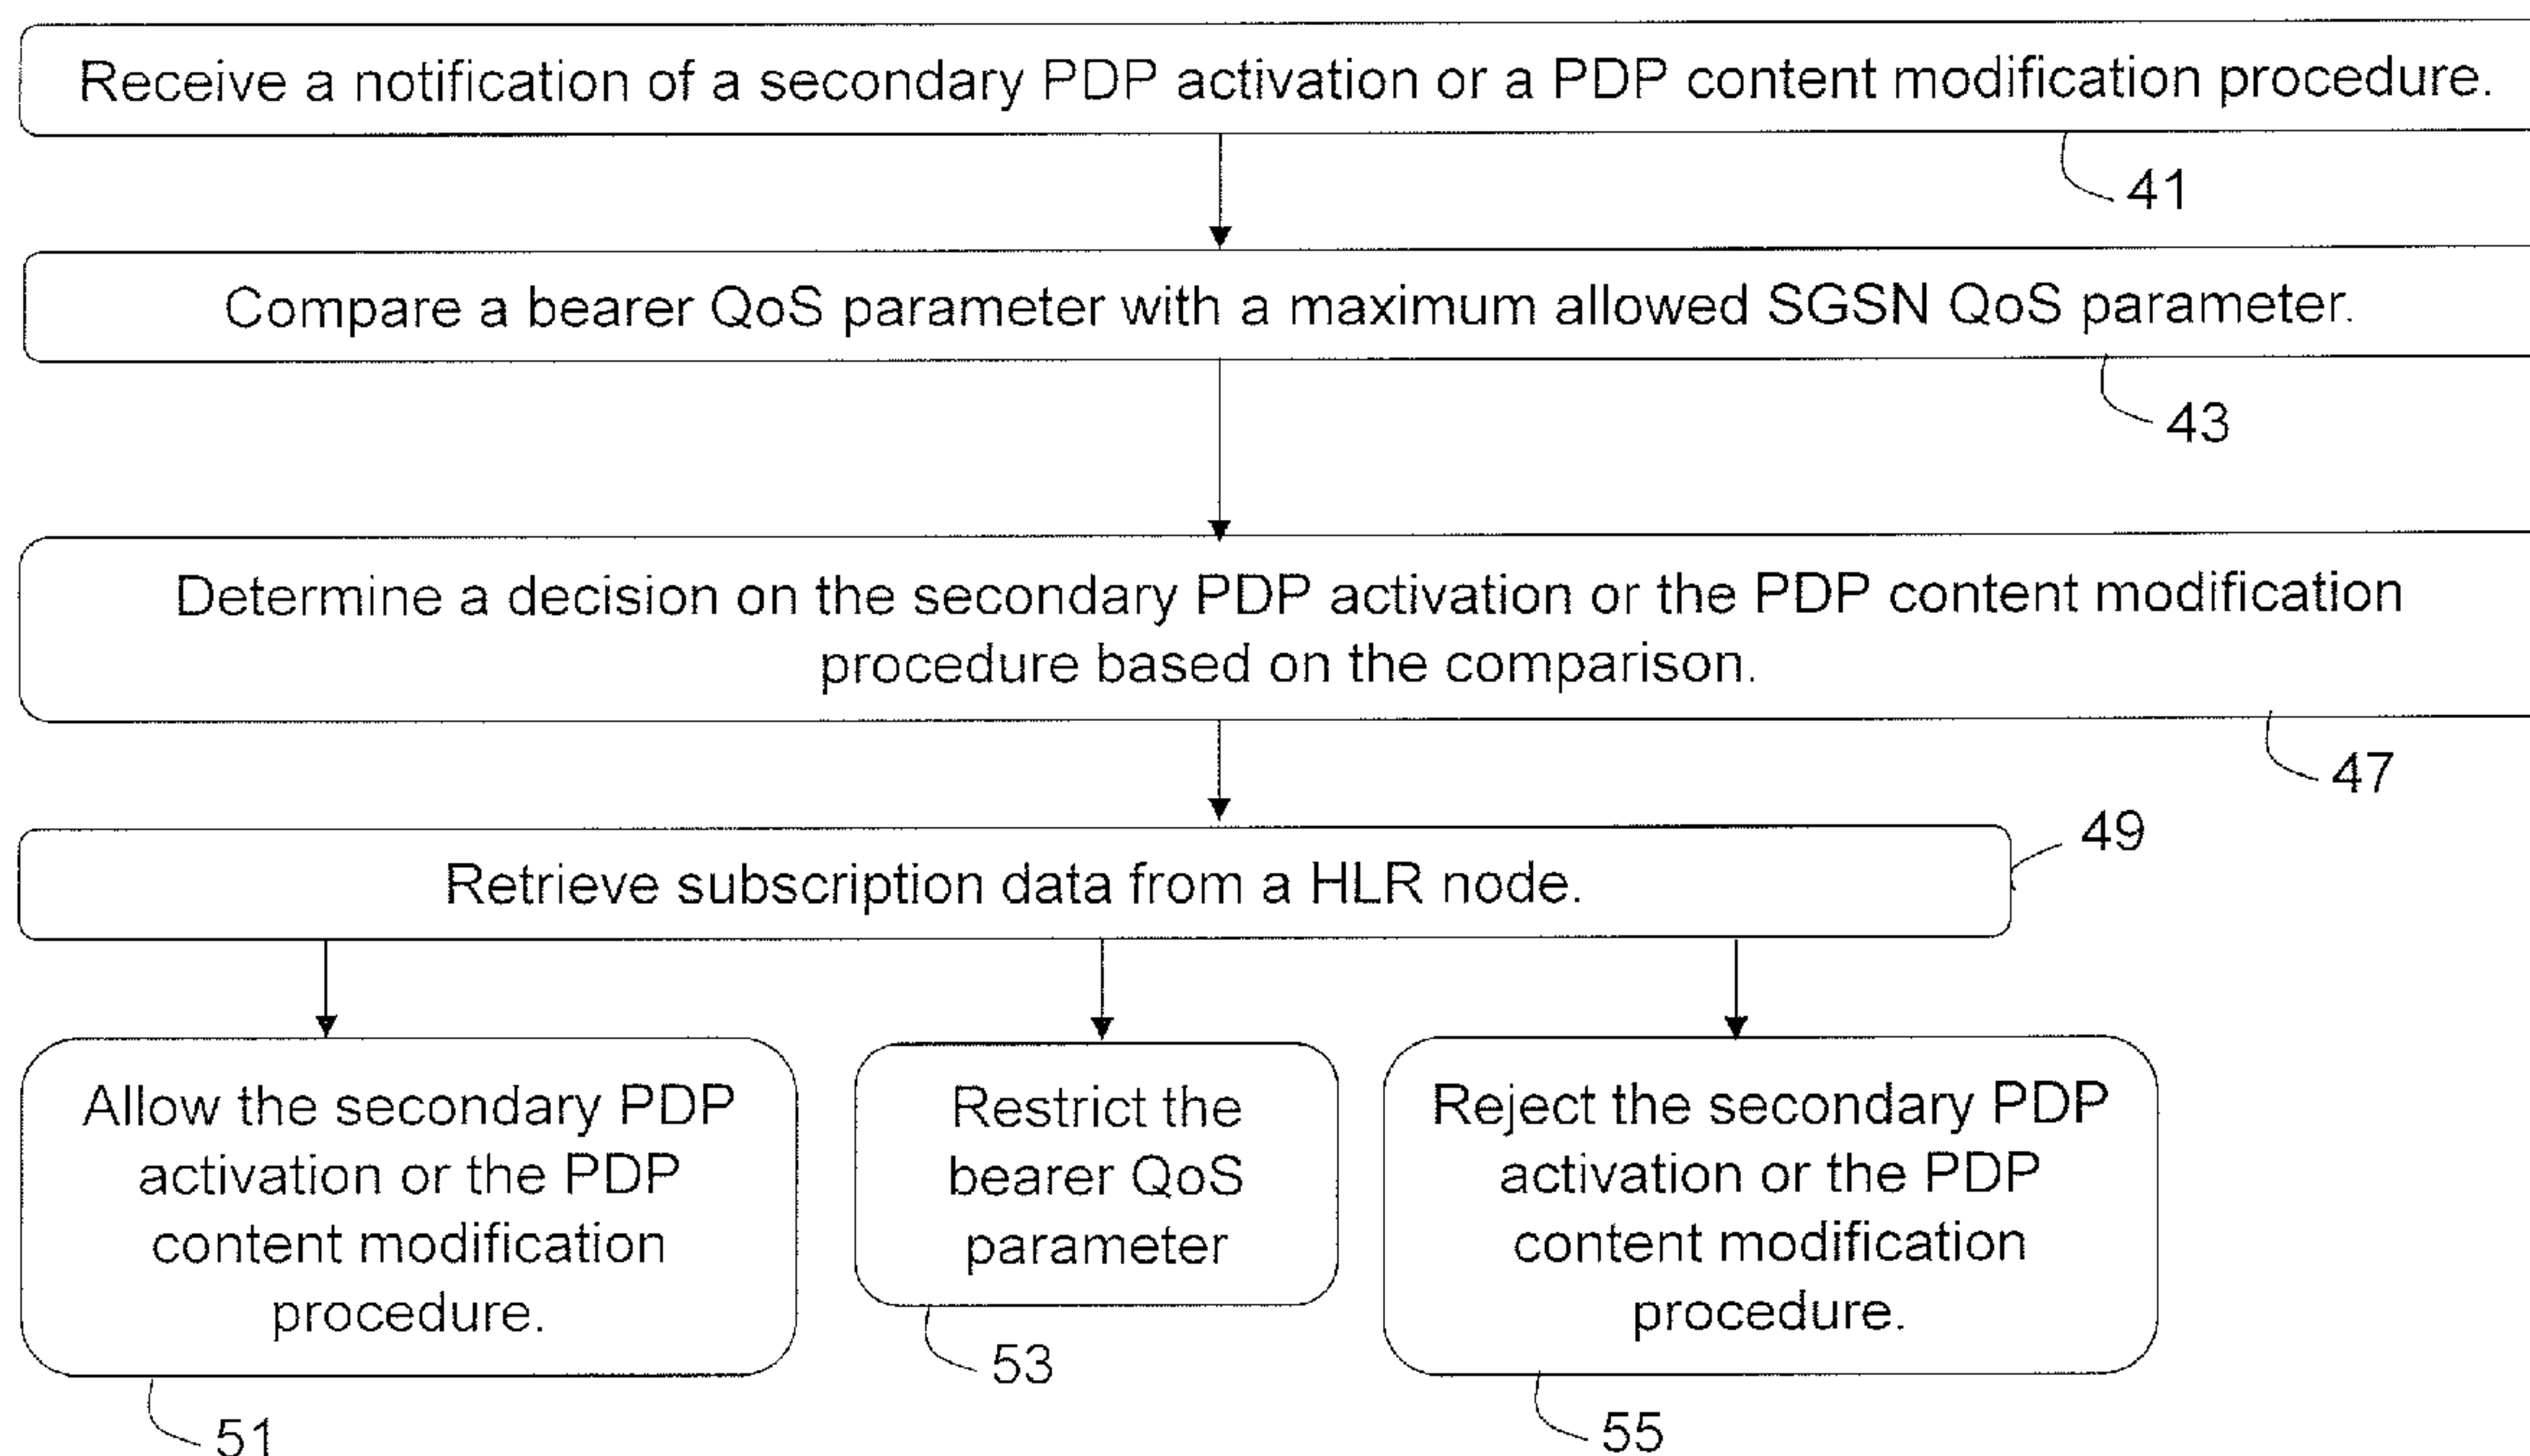 Receive a notification of a secondary PDP activation or a PDP content modification procedure.
41
Compare a bearer QoS parameter with a maximum allowed SGSN QoS parameter.
43
Determine a decision on the secondary PDP activation or the PDP content modification
procedure based on the comparison.
47
49
Retrieve subscription data from a HLR node.
Allow the secondary PDP
activation or the PDP
content modification
procedure.
51
Restrict the
bearer QoS
parameter
53
Reject the secondary PDP
activation or the PDP
content modification
procedure.
55